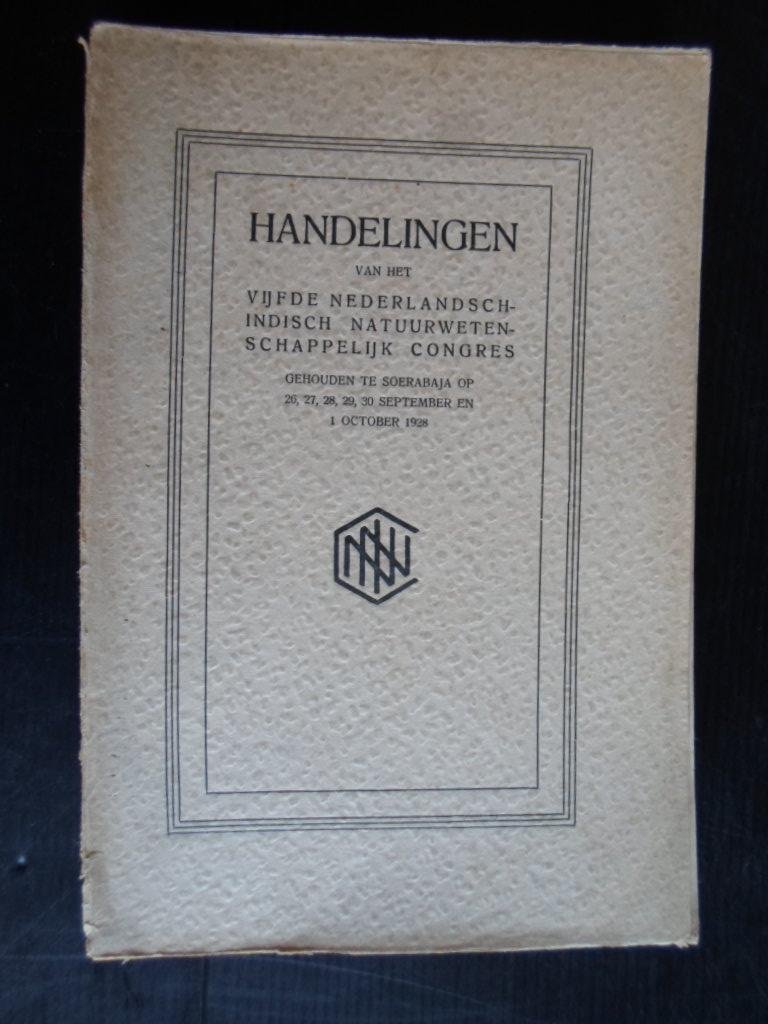 HANDELINGEN
VAN HET
VIJFDE NEDERLANDSCH-
INDISCH NATUURWETEN-
SCHAPPELIJK CONGRES
GEHOUDEN TE SOERABAJA OP
26, 27, 28, 29, 30 SEPTEMBER EN
1 OCTOBER 1928